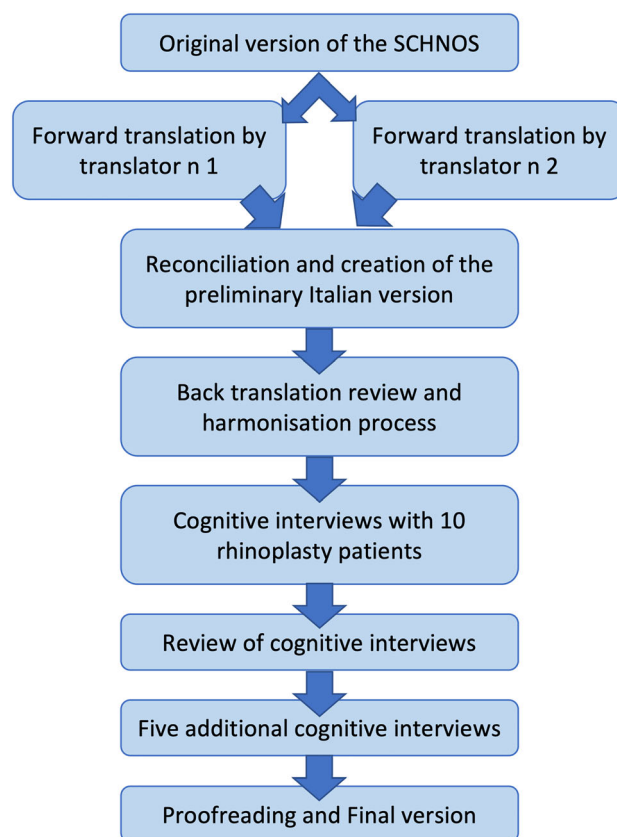 Original version of the SCHNOS
Forward translation by
translator n 1
Forward translation by
translator n 2
Reconciliation and creation of the
preliminary Italian version
Back translation review and
harmonisation process
Cognitive interviews with 10
rhinoplasty patients
Review of cognitive interviews
Five additional cognitive interviews
Proofreading and Final version